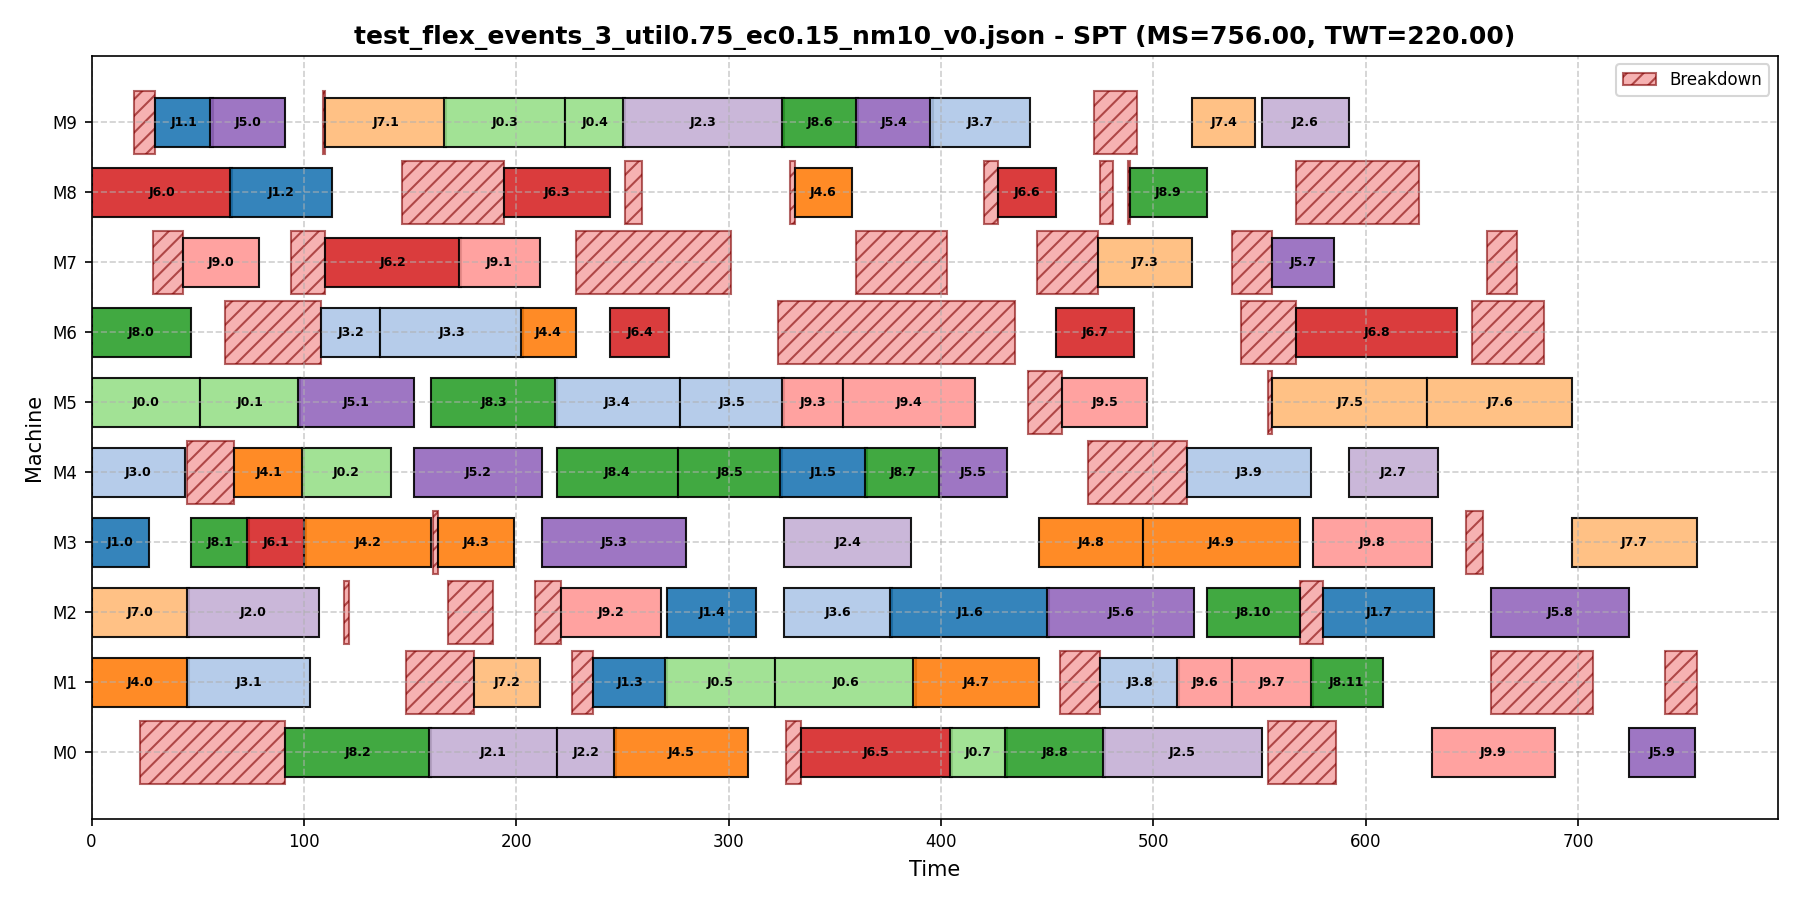 test_flex_events_3_util0.75_ec0.15_nm10_v0.json - SPT (MS=756.00, TWT=220.00)
Breakdown
Machine
M9 J1.1 J5.0 J7.1 J0.3 J0.4 J2.3 J8.6 J5.4 J3.7 J7.4 J2.6
M8 J6.0 J1.2 J6.3 J4.6 J6.6 J8.9
M7 J9.0 J6.2 J9.1 J7.3 J5.7
M6 J8.0 J3.2 J3.3 J4.4 J6.4 J6.7 J6.8
M5 J0.0 J0.1 J5.1 J8.3 J3.4 J3.5 J9.3 J9.4 J9.5 J7.5 J7.6
M4 J3.0 J4.1 J0.2 J5.2 J8.4 J8.5 J1.5 J8.7 J5.5 J3.9 J2.7
M3 J1.0 J8.1 J6.1 J4.2 J4.3 J5.3 J2.4 J4.8 J4.9 J9.8 J7.7
M2 J7.0 J2.0 J9.2 J1.4 J3.6 J1.6 J5.6 J8.10 J1.7 J5.8
M1 J4.0 J3.1 J7.2 J1.3 J0.5 J0.6 J4.7 J3.8 J9.6 J9.7 J8.11
M0 J8.2 J2.1 J2.2 J4.5 J6.5 J0.7 J8.8 J2.5 J9.9 J5.9
0 100 200 300 400 500 600 700
Time